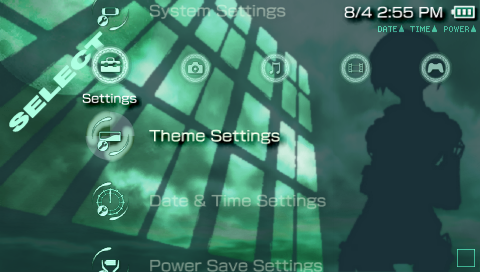 System Settings
8/4 2:55 PM
DATE▲ TIME▲ POWER▲
SELECT
Settings
Theme Settings
Date & Time Settings
Power Save Settings